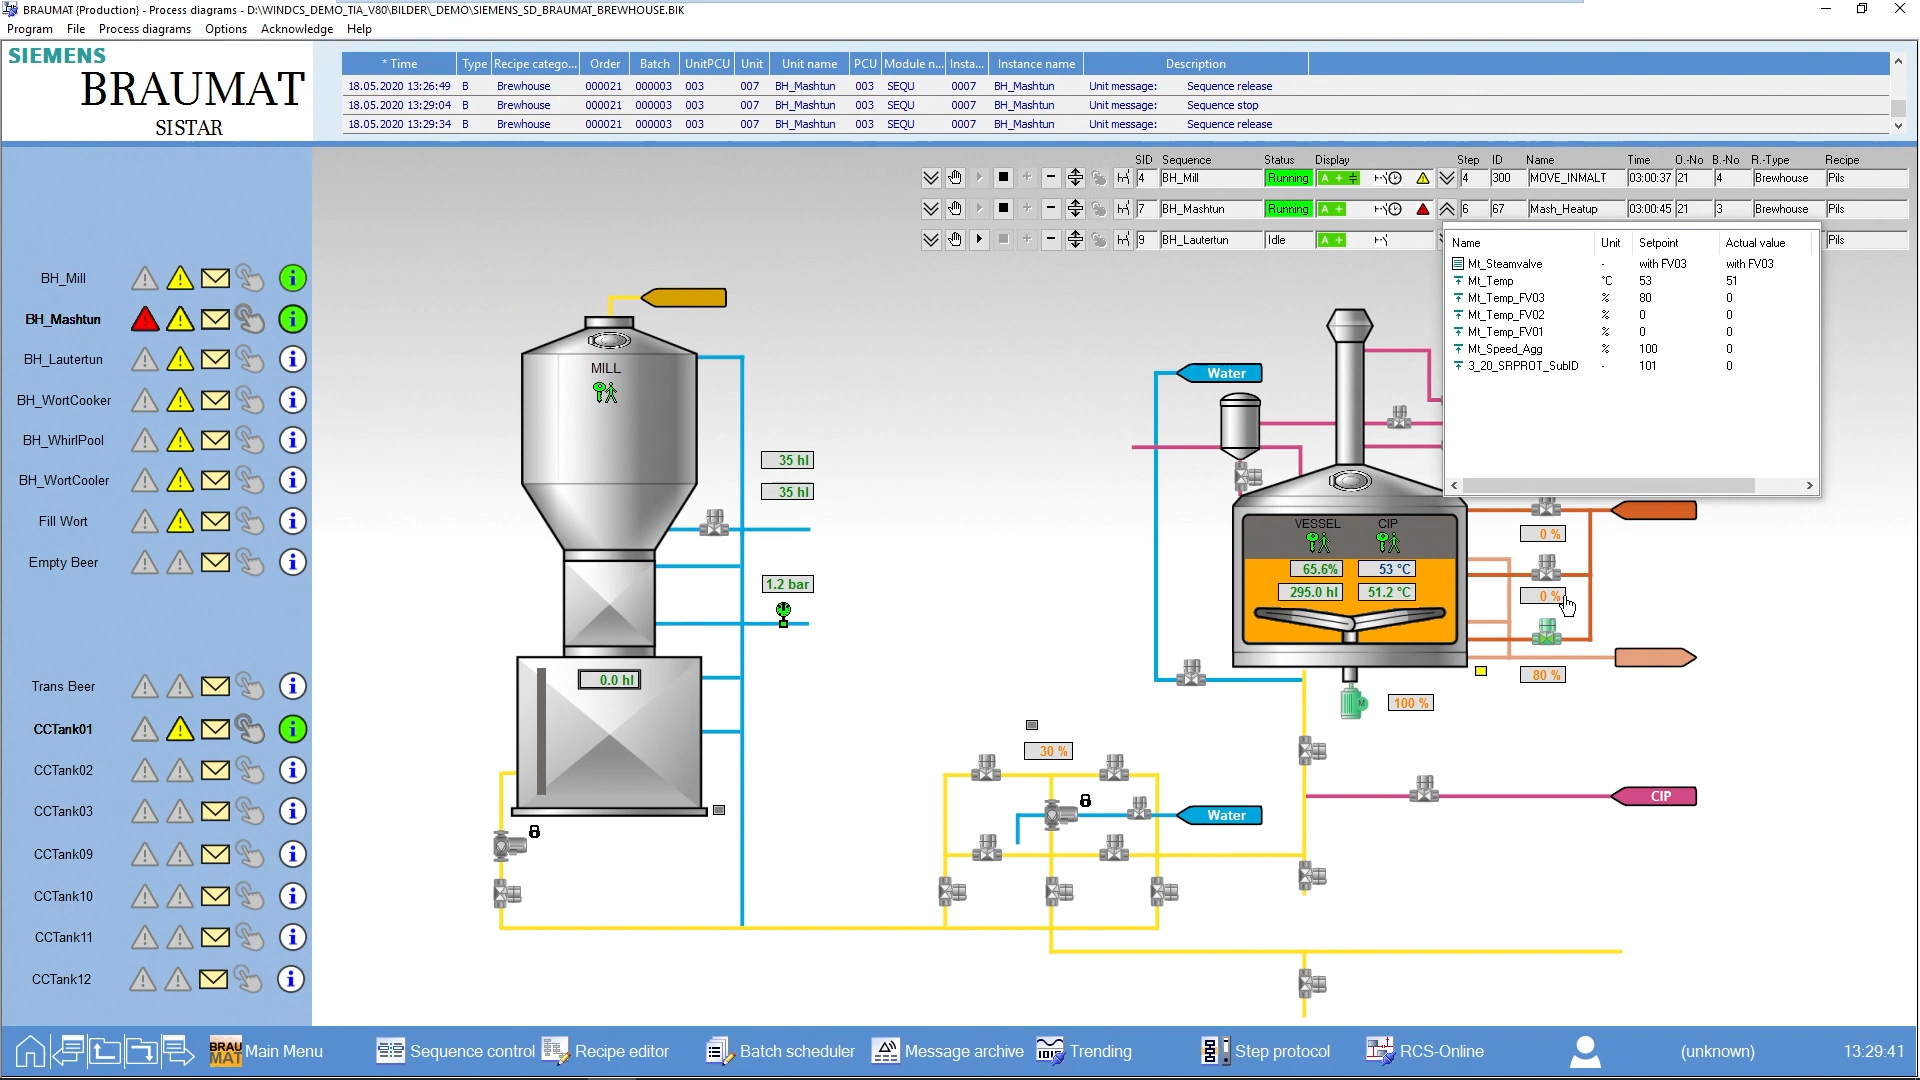 BRAUMAT {Production} - Process diagrams - D:\WINDCS_DEMO_TIA_V80\BILDER\_DEMO\SIEMENS_SD_BRAUMAT_BREWHOUSE.BIK
Program File Process diagrams Options Acknowledge Help
SIEMENS
BRAUMAT
SISTAR
* Time Type Recipe catego... Order Batch UnitPCU Unit Unit name PCU Module n... Insta... Instance name Description
18.05.2020 13:26:49 B Brewhouse 000021 000003 003 007 BH_Mashtun 003 SEQU 0007 BH_Mashtun Unit message: Sequence release
18.05.2020 13:29:04 B Brewhouse 000021 000003 003 007 BH_Mashtun 003 SEQU 0007 BH_Mashtun Unit message: Sequence stop
18.05.2020 13:29:34 B Brewhouse 000021 000003 003 007 BH_Mashtun 003 SEQU 0007 BH_Mashtun Unit message: Sequence release
SID Sequence Status Display Step ID Name Time O.-No B.-No R.-Type Recipe
4 BH_Mill Running A + 4 300 MOVE_INMALT 03:00:37 21 4 Brewhouse Pils
7 BH_Mashtun Running A + 6 67 Mash_Heatup 03:00:45 21 3 Brewhouse Pils
9 BH_Lautertun Idle A + Pils
Name Unit Setpoint Actual value
Mt_Steamvalve - with FV03 with FV03
Mt_Temp °C 53 51
Mt_Temp_FV03 % 80 0
Mt_Temp_FV02 % 0 0
Mt_Temp_FV01 % 0 0
Mt_Speed_Agg % 100 0
3_20_SRPROT_SubID - 101 0
BH_Mill
BH_Mashtun
BH_Lautertun
BH_WortCooker
BH_WhirlPool
BH_WortCooler
Fill Wort
Empty Beer
Trans Beer
CCTank01
CCTank02
CCTank03
CCTank09
CCTank10
CCTank11
CCTank12
MILL
35 hl
35 hl
1.2 bar
0.0 hl
Water
VESSEL CIP
65.6% 53 °C
295.0 hl 51.2 °C
0 %
0 %
80 %
M
100 %
30 %
Water
CIP
BRAU
MAT
Main Menu Sequence control Recipe editor Batch scheduler Message archive Trending Step protocol RCS-Online (unknown) 13:29:41